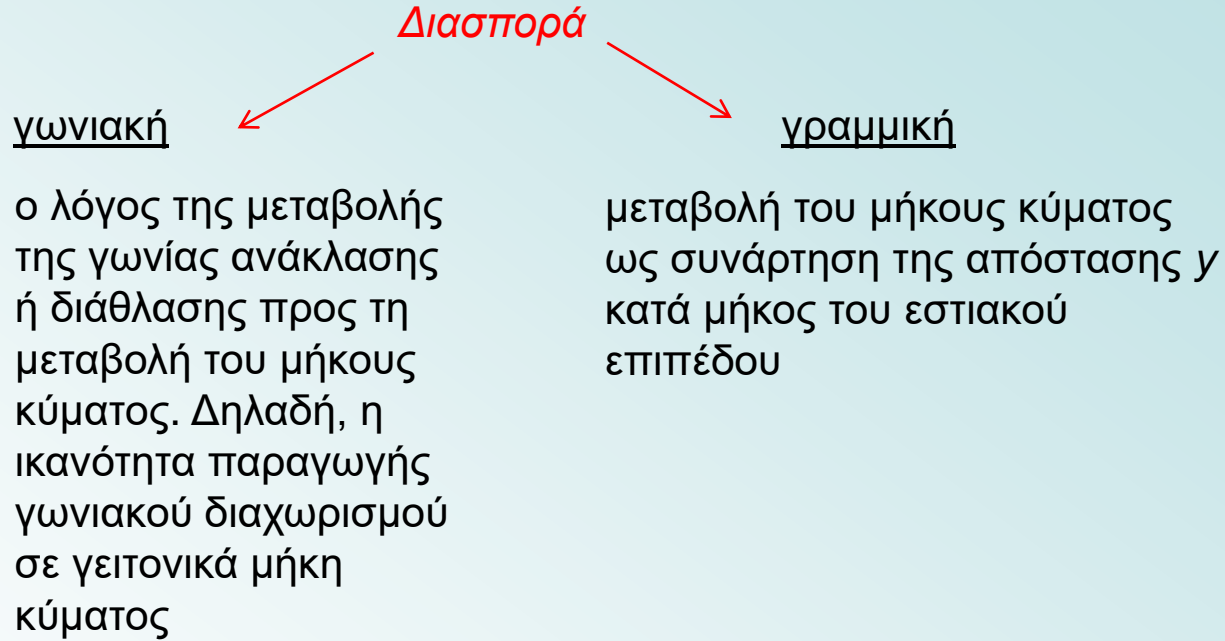 Διασπορά
γωνιακή
ο λόγος της μεταβολής
της γωνίας ανάκλασης
ή διάθλασης προς τη
μεταβολή του μήκους
κύματος. Δηλαδή, η
ικανότητα παραγωγής
γωνιακού διαχωρισμού
σε γειτονικά μήκη
κύματος
γραμμική
μεταβολή του μήκους κύματος
ως συνάρτηση της απόστασης y
κατά μήκος του εστιακού
επιπέδου